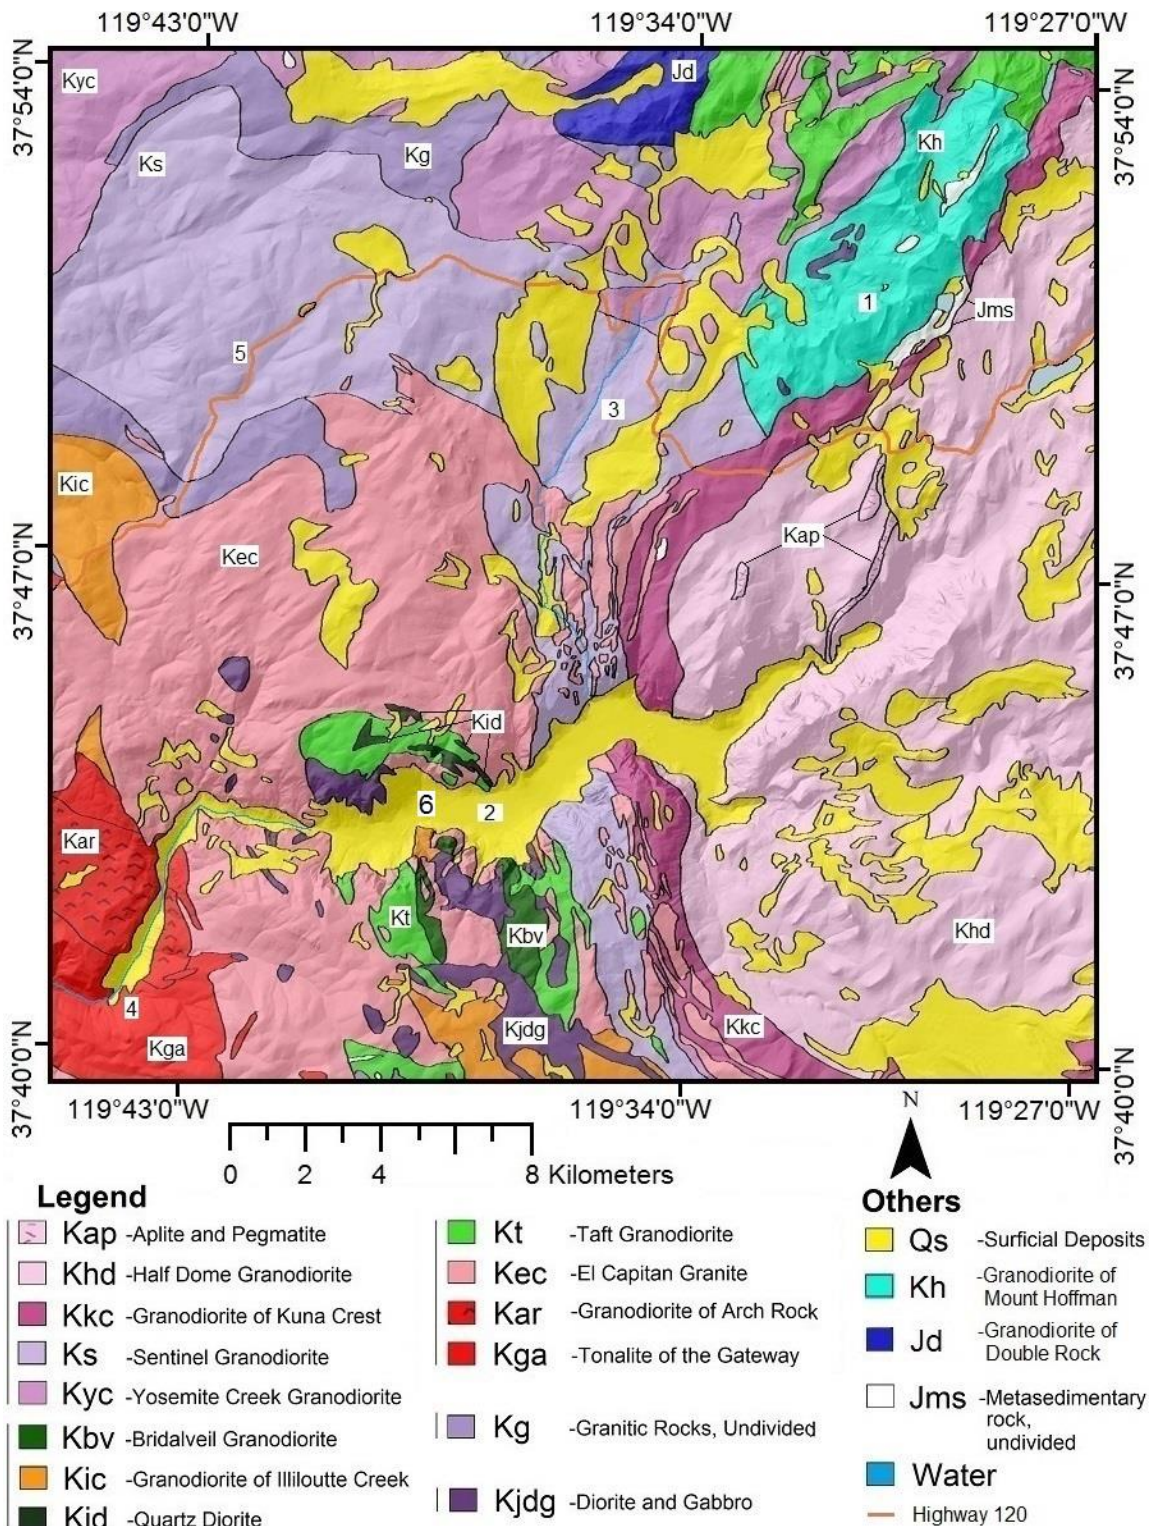 119°43'0"W 119°34'0"W 119°27'0"W
37°54'0"N
37°54'0"N
Kyc
Jd
Ks
Kg
Kh
1
Jms
5
3
Kic
Kap
Kec
37°47'0"N
37°47'0"N
Kid
6
2
Kar
Kt
Kbv
Khd
4
Kjdg
Kkc
Kga
37°40'0"N
37°40'0"N
119°43'0"W 119°34'0"W 119°27'0"W
N
0 2 4 8 Kilometers
Legend
Kap -Aplite and Pegmatite
Khd -Half Dome Granodiorite
Kkc -Granodiorite of Kuna Crest
Ks -Sentinel Granodiorite
Kyc -Yosemite Creek Granodiorite
Kbv -Bridalveil Granodiorite
Kic -Granodiorite of Illiloutte Creek
Kid -Quartz Diorite
Kt -Taft Granodiorite
Kec -El Capitan Granite
Kar -Granodiorite of Arch Rock
Kga -Tonalite of the Gateway
Kg -Granitic Rocks, Undivided
Kjdg -Diorite and Gabbro
Others
Qs -Surficial Deposits
Kh -Granodiorite of
Mount Hoffman
Jd -Granodiorite of
Double Rock
Jms -Metasedimentary
rock,
undivided
Water
Highway 120